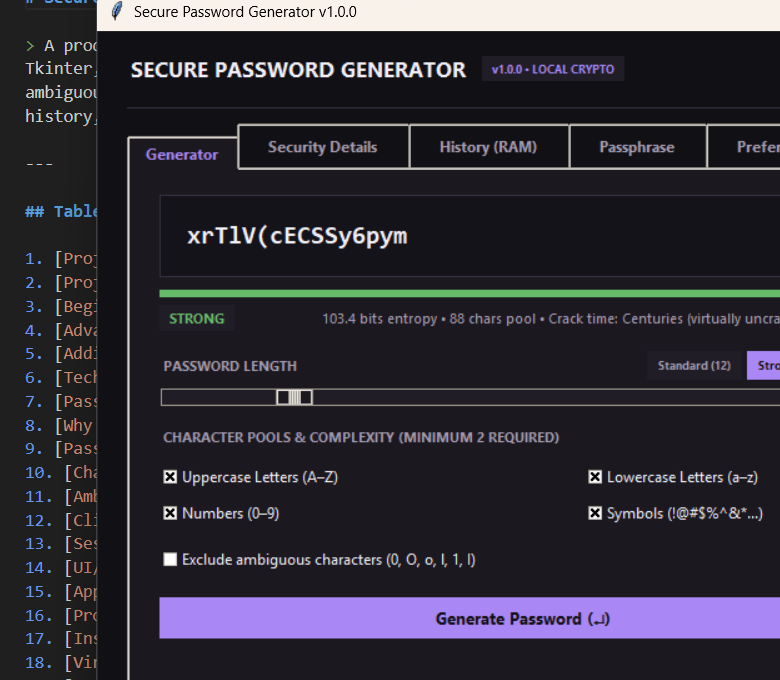 # Secur
Secure Password Generator v1.0.0
> A prod
Tkinter,
ambiguou
history,
---
## Table
1. [Proj
2. [Proj
3. [Begi
4. [Adva
5. [Addi
6. [Tech
7. [Pass
8. [Why
9. [Pass
10. [Cha
11. [Amb
12. [Cli
13. [Ses
14. [UI/
15. [App
16. [Pro
17. [Ins
18. [Vir
SECURE PASSWORD GENERATOR
v1.0.0 • LOCAL CRYPTO
Generator
Security Details
History (RAM)
Passphrase
Prefer
xrTlV(cECSSy6pym
STRONG
103.4 bits entropy • 88 chars pool • Crack time: Centuries (virtually uncra
PASSWORD LENGTH
Standard (12)
Stro
CHARACTER POOLS & COMPLEXITY (MINIMUM 2 REQUIRED)
Uppercase Letters (A–Z)
Lowercase Letters (a–z)
Numbers (0–9)
Symbols (!@#$%^&*...)
Exclude ambiguous characters (0, O, o, l, 1, I)
Generate Password (↵)